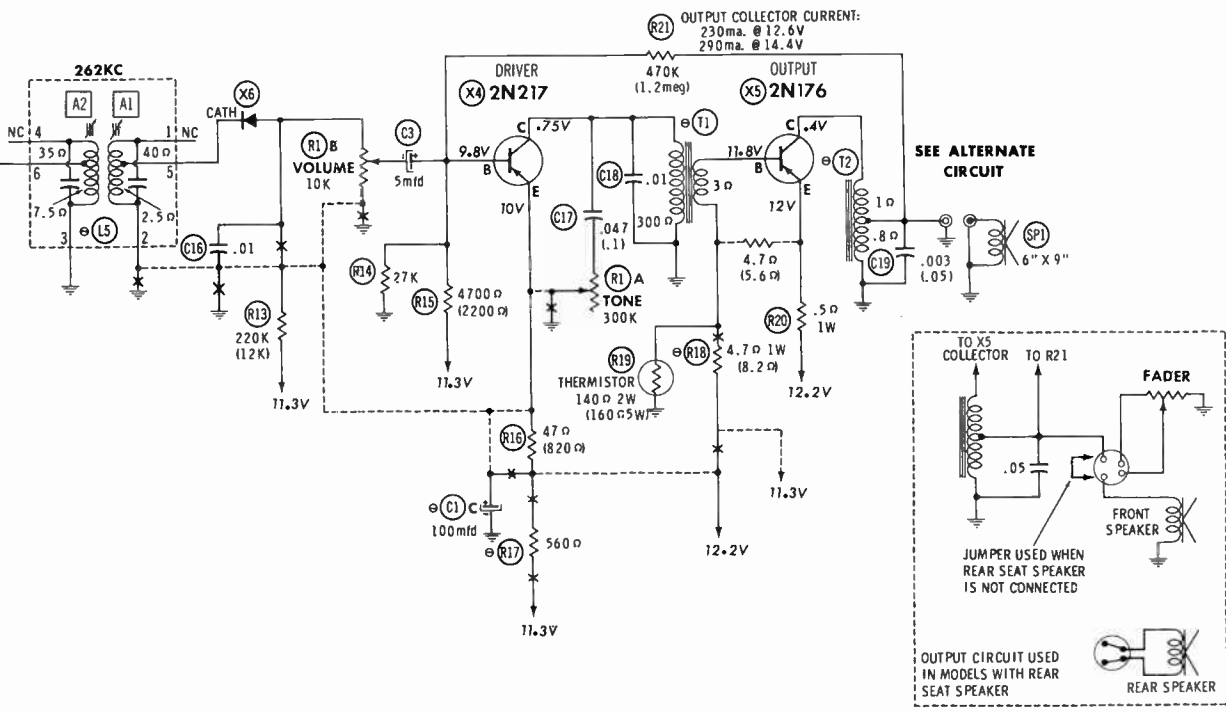 OUTPUT COLLECTOR CURRENT:
230ma. @ 12.6V
290ma. @ 14.4V
R21
470K
(1.2meg)
262KC
A2
A1
NC 4
1 NC
35Ω
40Ω
6
5
7.5Ω
2.5Ω
3
2
⊖ L5
CATH
X6
R1 B
VOLUME
10K
C3
5mfd
C16
.01
R13
220K
(12K)
11.3V
DRIVER
X4 2N217
C
.75V
9.8V
B
E
10V
R14
27K
R15
4700Ω
(2200Ω)
11.3V
C17
.047
(.1)
C18
.01
R1 A
TONE
300K
⊖ T1
300Ω
3Ω
OUTPUT
X5 2N176
C
.4V
11.8V
B
E
12V
⊖ T2
1Ω
.8Ω
C19
.003
(.05)
SEE ALTERNATE
CIRCUIT
SP1
6" X 9"
4.7Ω
(5.6Ω)
R20
.5Ω
1W
12.2V
R19
THERMISTOR
140Ω 2W
(160Ω5W)
⊖ R18
4.7Ω 1W
(8.2Ω)
11.3V
12.2V
R16
47Ω
(820Ω)
⊖ C1 C
100mfd
⊖ R17
560Ω
11.3V
TO X5
COLLECTOR
TO R21
FADER
.05
FRONT
SPEAKER
JUMPER USED WHEN
REAR SEAT SPEAKER
IS NOT CONNECTED
OUTPUT CIRCUIT USED
IN MODELS WITH REAR
SEAT SPEAKER
REAR SPEAKER